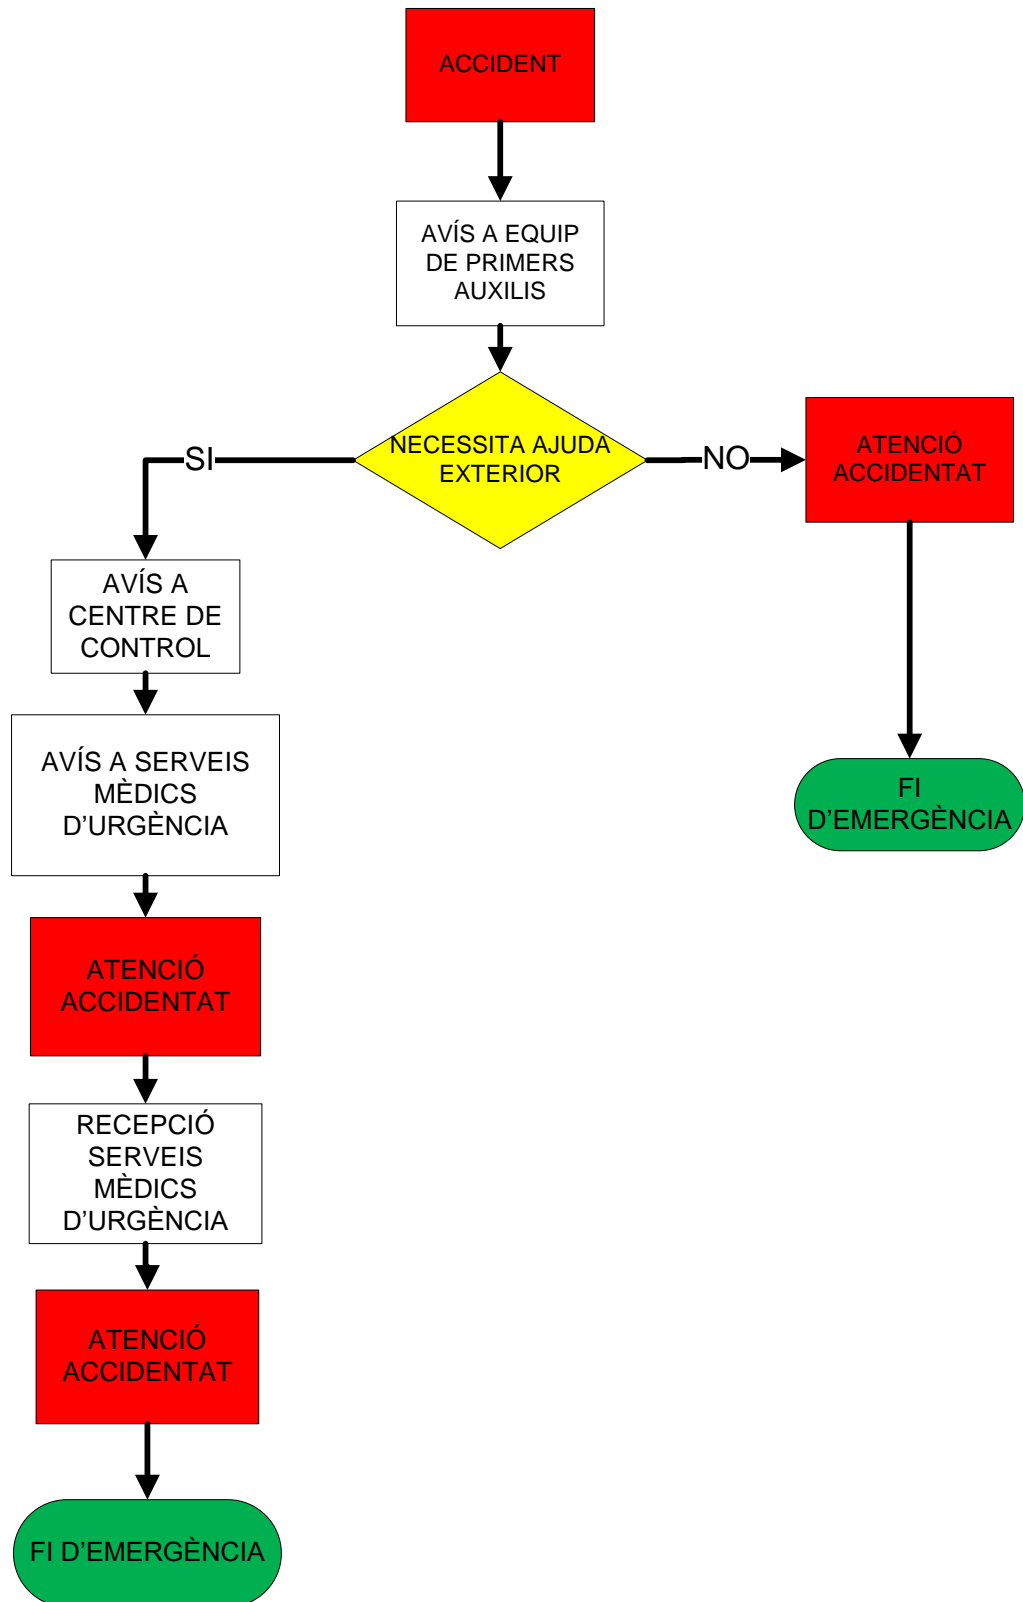 ACCIDENT
AVÍS A EQUIP
DE PRIMERS
AUXILIS
NECESSITA AJUDA
EXTERIOR
SI
NO
ATENCIÓ
ACCIDENTAT
AVÍS A
CENTRE DE
CONTROL
AVÍS A SERVEIS
MÈDICS
D’URGÈNCIA
FI
D’EMERGÈNCIA
ATENCIÓ
ACCIDENTAT
RECEPCIÓ
SERVEIS
MÈDICS
D’URGÈNCIA
ATENCIÓ
ACCIDENTAT
FI D’EMERGÈNCIA